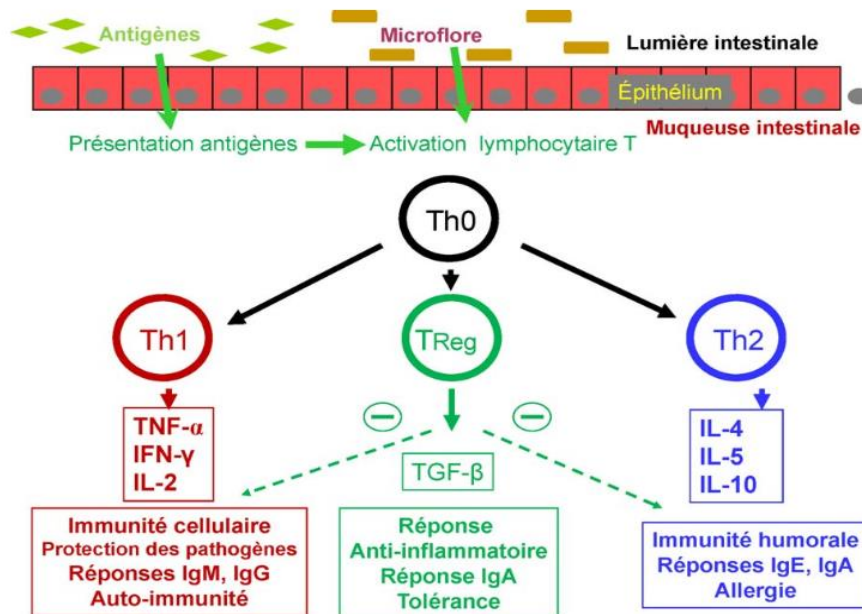 Antigènes
Microflore
Lumière intestinale
Épithélium
Muqueuse intestinale
Présentation antigènes
Activation lymphocytaire T
Th0
Th1
TReg
Th2
TNF-α
IFN-γ
IL-2
TGF-β
IL-4
IL-5
IL-10
Immunité cellulaire
Protection des pathogènes
Réponses IgM, IgG
Auto-immunité
Réponse
Anti-inflammatoire
Réponse IgA
Tolérance
Immunité humorale
Réponses IgE, IgA
Allergie